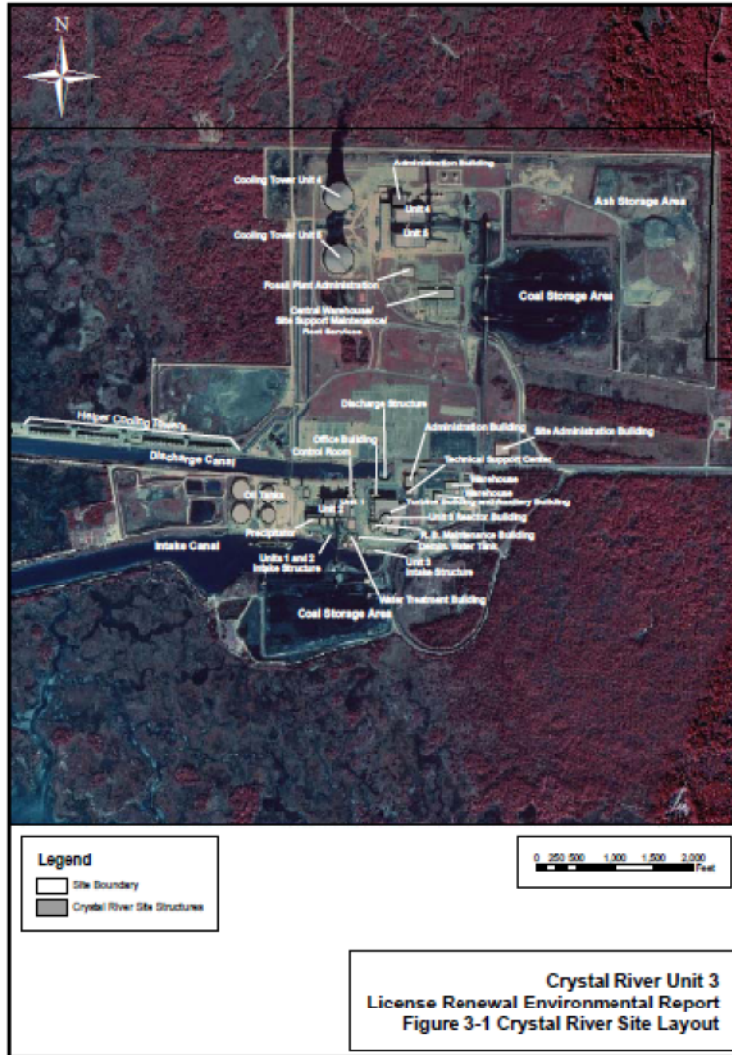 N
Administration Building
Cooling Tower Unit 4
Unit 4
Ash Storage Area
Cooling Tower Unit 5
Unit 5
Fossil Plant Administration
Coal Storage Area
Central Warehouse/
Site Support Maintenance/
Helper Cooling Towers
Discharge Structure
Administration Building
Site Administration Building
Office Building
Control Room
Discharge Canal
Technical Support Center
Warehouse
Warehouse
Oil Tanks
Unit 1
Unit 2
Unit 3 Reactor Building
Precipitator
R. B. Maintenance Building
Intake Canal
Units 1 and 2
Intake Structure
Unit 3
Intake Structure
Water Treatment Building
Coal Storage Area
Legend
Site Boundary
Crystal River Site Structures
0 250 500 1,000 1,500 2,000
Feet
Crystal River Unit 3
License Renewal Environmental Report
Figure 3-1 Crystal River Site Layout